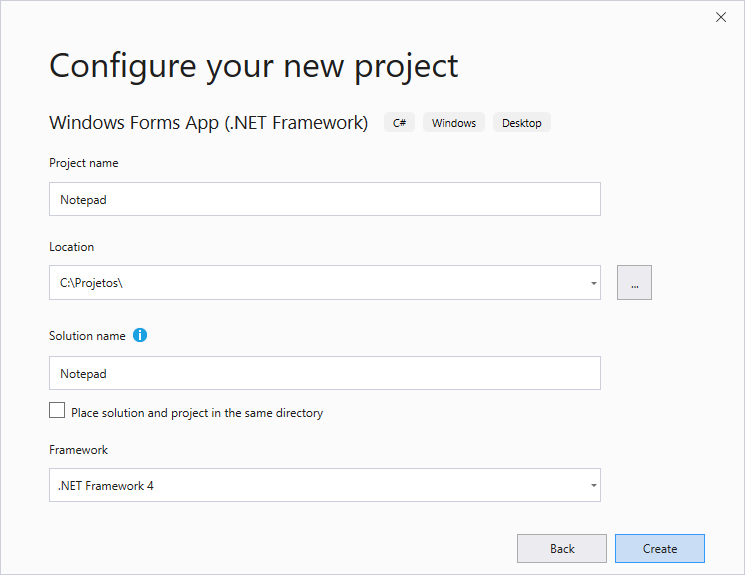 Configure your new project
Windows Forms App (.NET Framework) C# Windows Desktop
Project name
Notepad
Location
C:\Projetos\
...
Solution name i
Notepad
Place solution and project in the same directory
Framework
.NET Framework 4
Back Create